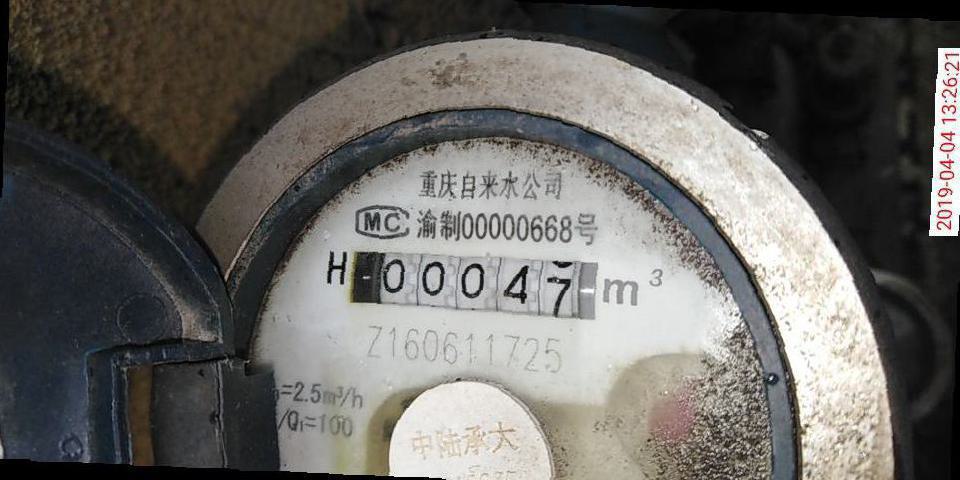 重庆自来水公司
MC 渝制00000668号
H 00047 m³
Z160611725
=2.5m³/h
/Q₁=100
中陆承大
2019-04-04 13:26:21